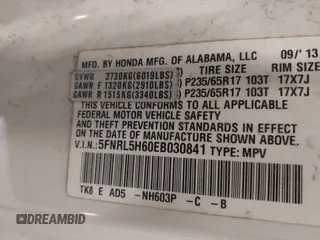 MFD. BY HONDA MFG. OF ALABAMA, LLC 09/'13
GVWR 2730KG(6019LBS) TIRE SIZE RIM SIZE
GAWR F 1320KG(2910LBS) P235/65R17 103T 17X7J
GAWR R 1515KG(3340LBS) P235/65R17 103T 17X7J
THIS VEHICLE CONFORMS TO ALL APPLICABLE
FEDERAL MOTOR VEHICLE SAFETY
STANDARDS IN EFFECT ON THE DATE OF
MANUFACTURE SHOWN ABOVE.
V.I.N.: 5FNRL5H60EB030841 TYPE: MPV
TK8 E AD5 -NH603P -C -B
DREAMBID